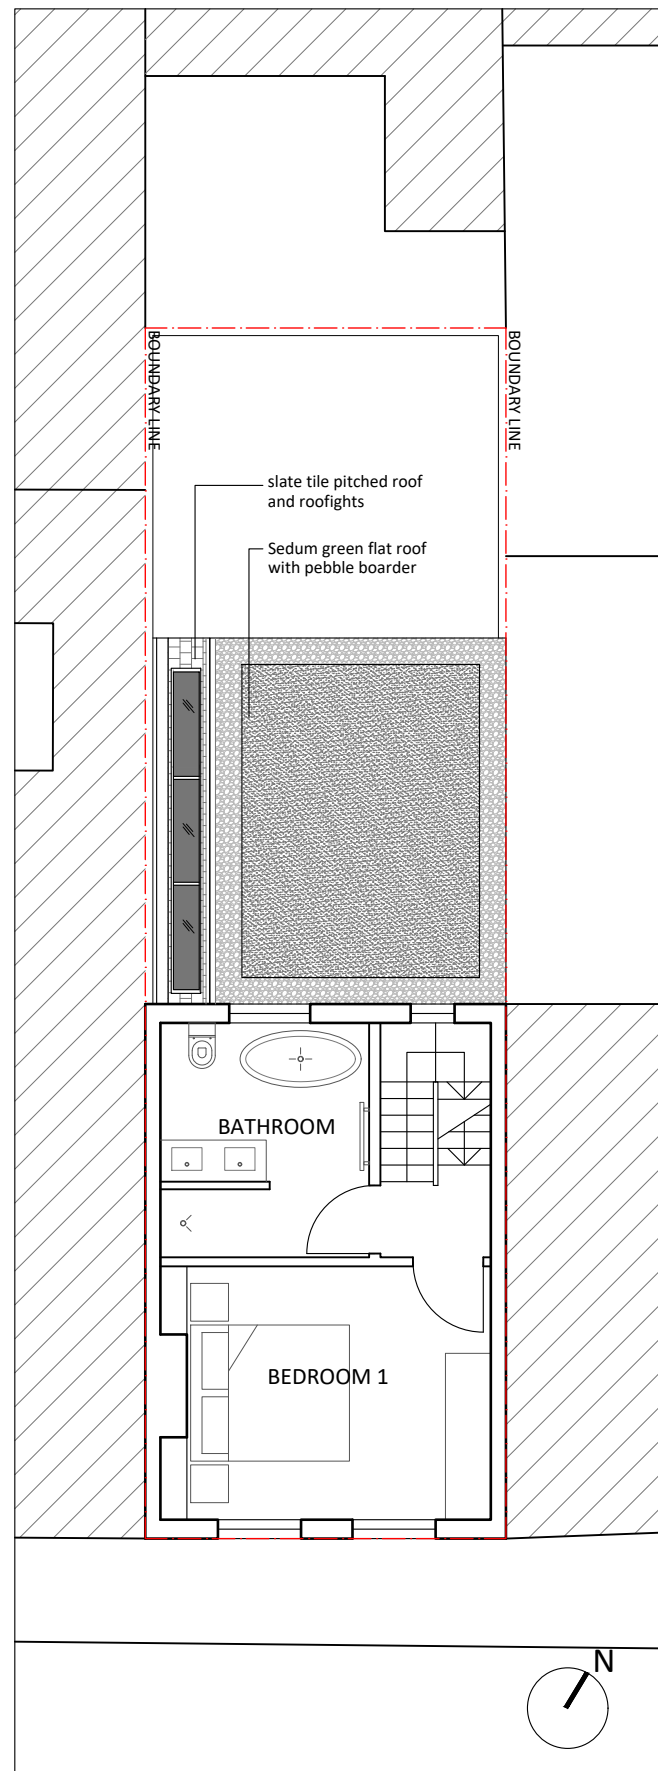 BOUNDARY LINE
BOUNDARY LINE
slate tile pitched roof
and roofights
Sedum green flat roof
with pebble boarder
BATHROOM
BEDROOM 1
N